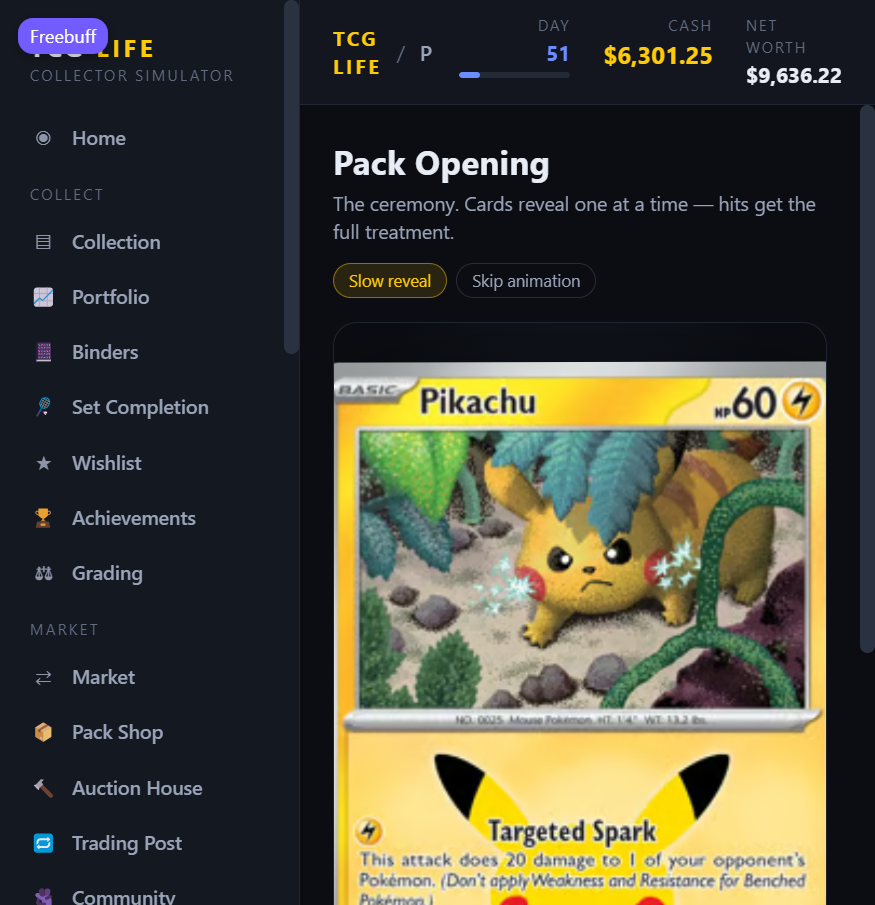 Freebuff
LIFE
COLLECTOR SIMULATOR
Home
COLLECT
Collection
Portfolio
Binders
Set Completion
Wishlist
Achievements
Grading
MARKET
Market
Pack Shop
Auction House
Trading Post
Community
TCG
LIFE
/ P
DAY
51
CASH
$6,301.25
NET
WORTH
$9,636.22
Pack Opening
The ceremony. Cards reveal one at a time — hits get the
full treatment.
Slow reveal
Skip animation
BASIC
Pikachu
HP 60
NO. 0025 Mouse Pokémon HT: 1'4" WT: 13.2 lbs.
Targeted Spark
This attack does 20 damage to 1 of your opponent's
Pokémon. (Don't apply Weakness and Resistance for Benched
Pokémon.)